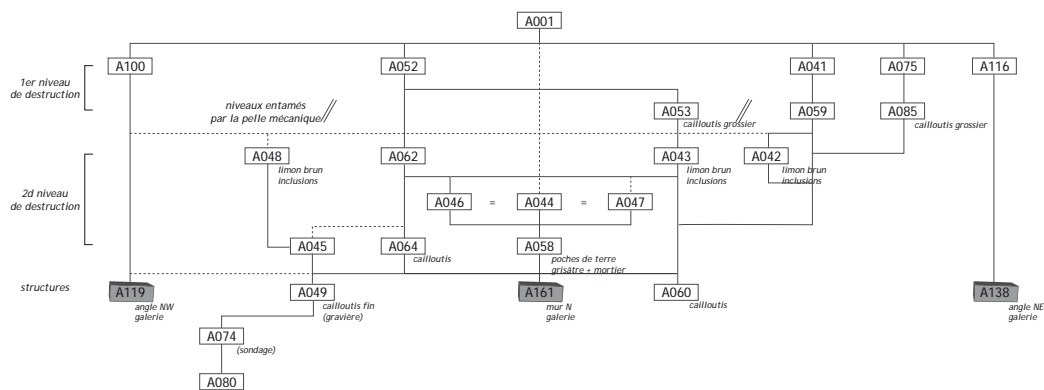 A001
A100
A052
A041
A075
A116
1er niveau
de destruction
niveaux entamés
par la pelle mécanique
A053
cailloutis grossier
A059
A085
cailloutis grossier
A048
limon brun
inclusions
A062
A043
limon brun
inclusions
A042
limon brun
inclusions
2d niveau
de destruction
A046 = A044 = A047
A045
A064
cailloutis
A058
poches de terre
grisâtre + mortier
structures
A119
angle NW
galerie
A049
cailloutis fin
(gravière)
A161
mur N
galerie
A060
cailloutis
A138
angle NE
galerie
A074
(sondage)
A080